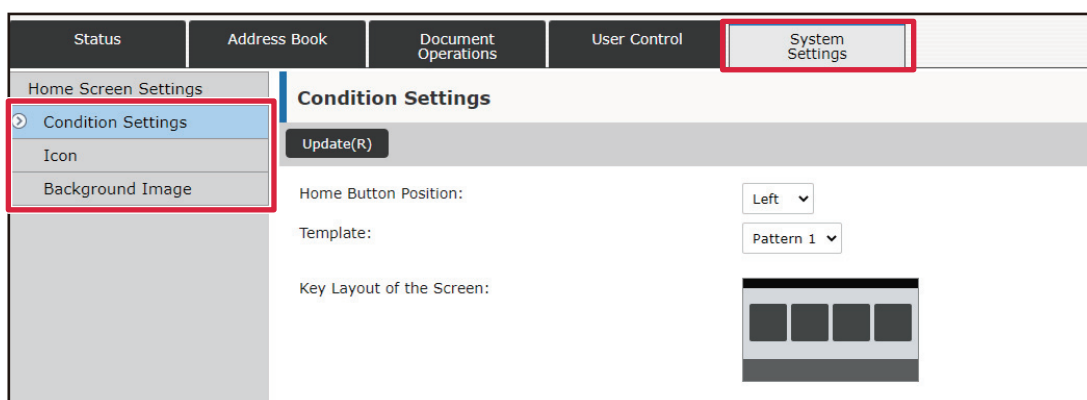 Status
Address Book
Document
Operations
User Control
System
Settings
Home Screen Settings
Condition Settings
Icon
Background Image
Condition Settings
Update(R)
Home Button Position:
Left
Template:
Pattern 1
Key Layout of the Screen: